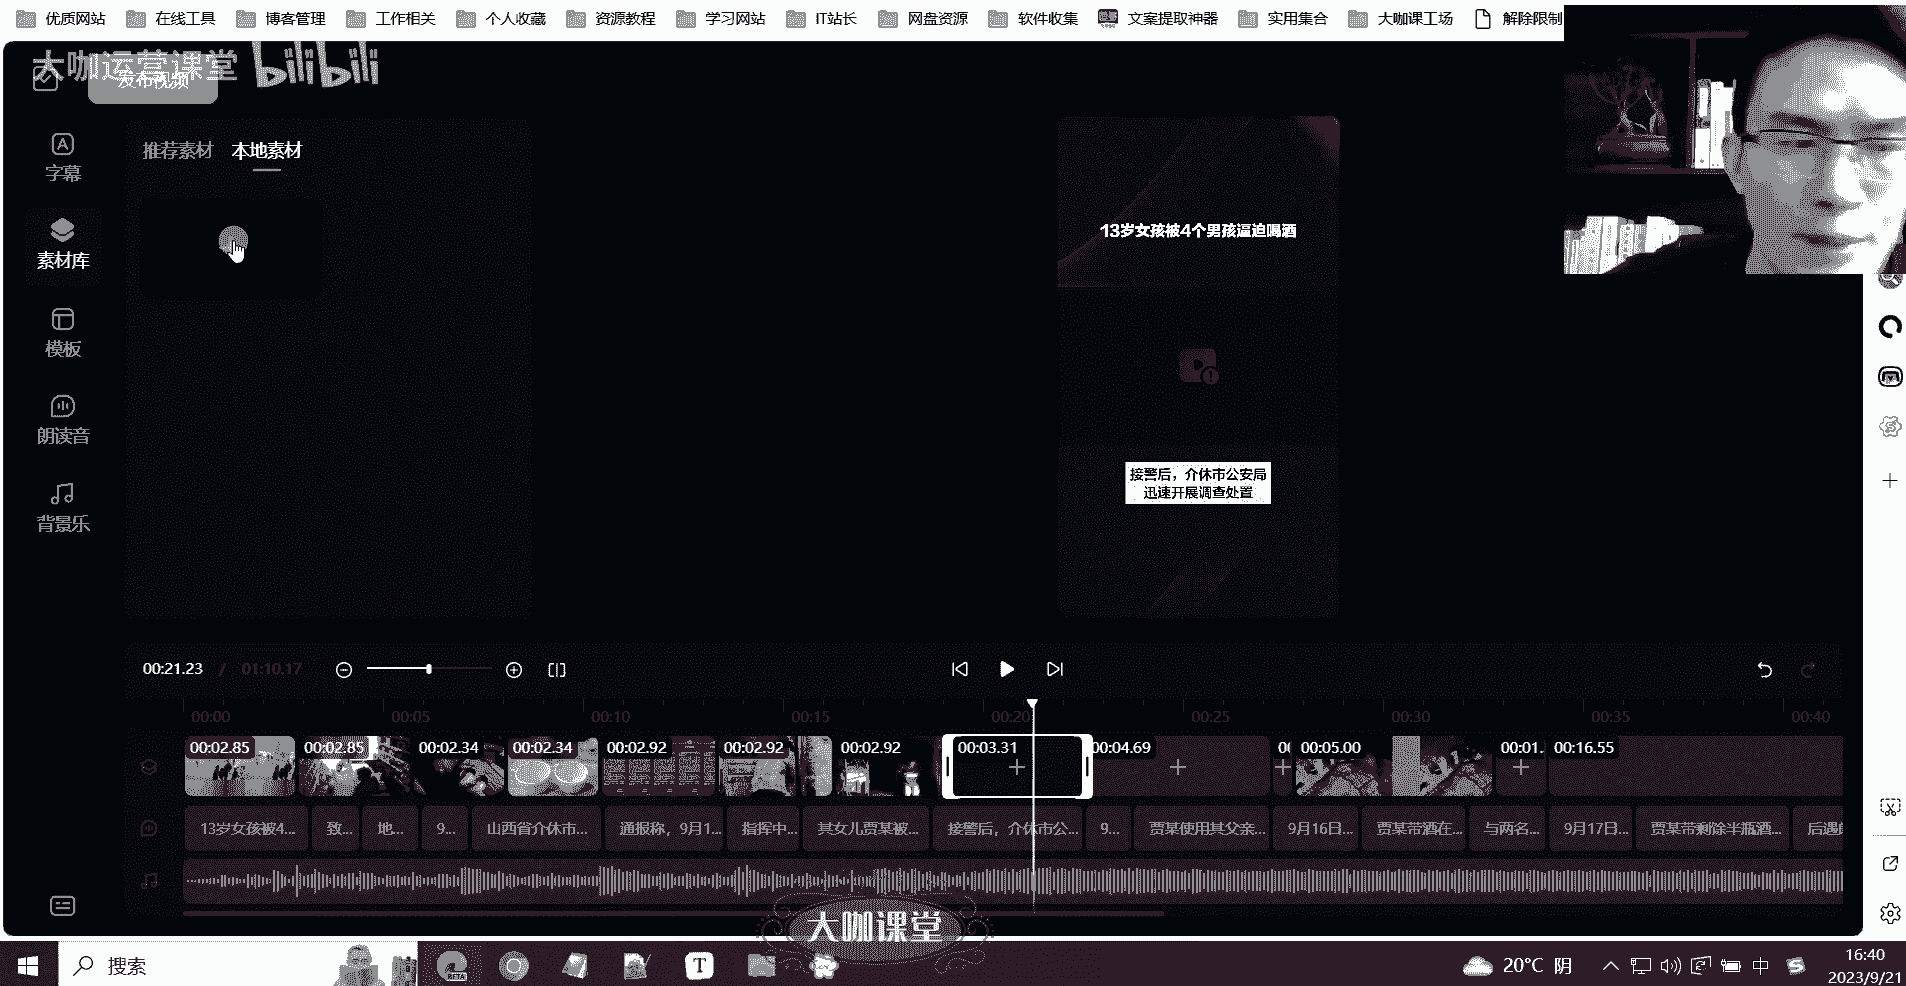 优质网站
在线工具
博客管理
工作相关
个人收藏
资源教程
学习网站
IT站长
网盘资源
软件收集
文案提取神器
实用集合
大咖课工场
解除限制
大咖运营课堂 bilibili
发布视频
字幕
素材库
模板
朗读音
背景乐
推荐素材
本地素材
13岁女孩被4个男孩逼迫喝酒
接警后，介休市公安局
迅速开展调查处置
00:21.23 / 01:10.17
00:00
00:05
00:10
00:15
00:20
00:25
00:30
00:35
00:40
00:02.85
00:02.85
00:02.34
00:02.34
00:02.92
00:02.92
00:02.92
00:03.31
00:04.69
00:05.00
00:01.
00:16.55
13岁女孩被4...
致...
地...
9...
山西省介休市...
通报称，9月1...
指挥中...
其女儿贾某被...
接警后，介休市公...
9...
贾某使用其父亲...
9月16日...
贾某带酒在...
与两名...
9月17日...
贾某带剩除半瓶酒...
大咖课堂
搜索
BETA
T
20°C 阴
中
16:40
2023/9/21